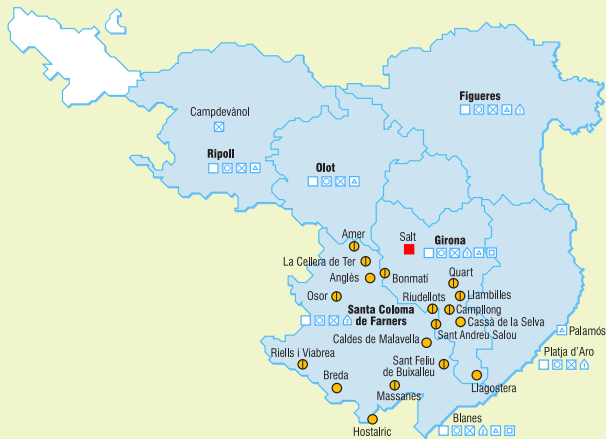 Figueres
Campdevànol
Ripoll
Olot
Amer
Salt
Girona
La Cellera de Ter
Anglès
Bonmatí
Quart
Osor
Riudellots
Llambilles
Santa Coloma
de Farners
Campllong
Cassà de la Selva
Sant Andreu Salou
Palamós
Caldes de Malavella
Riells i Viabrea
Sant Feliu
de Buixalleu
Platja d'Aro
Breda
Massanes
Llagostera
Hostalric
Blanes